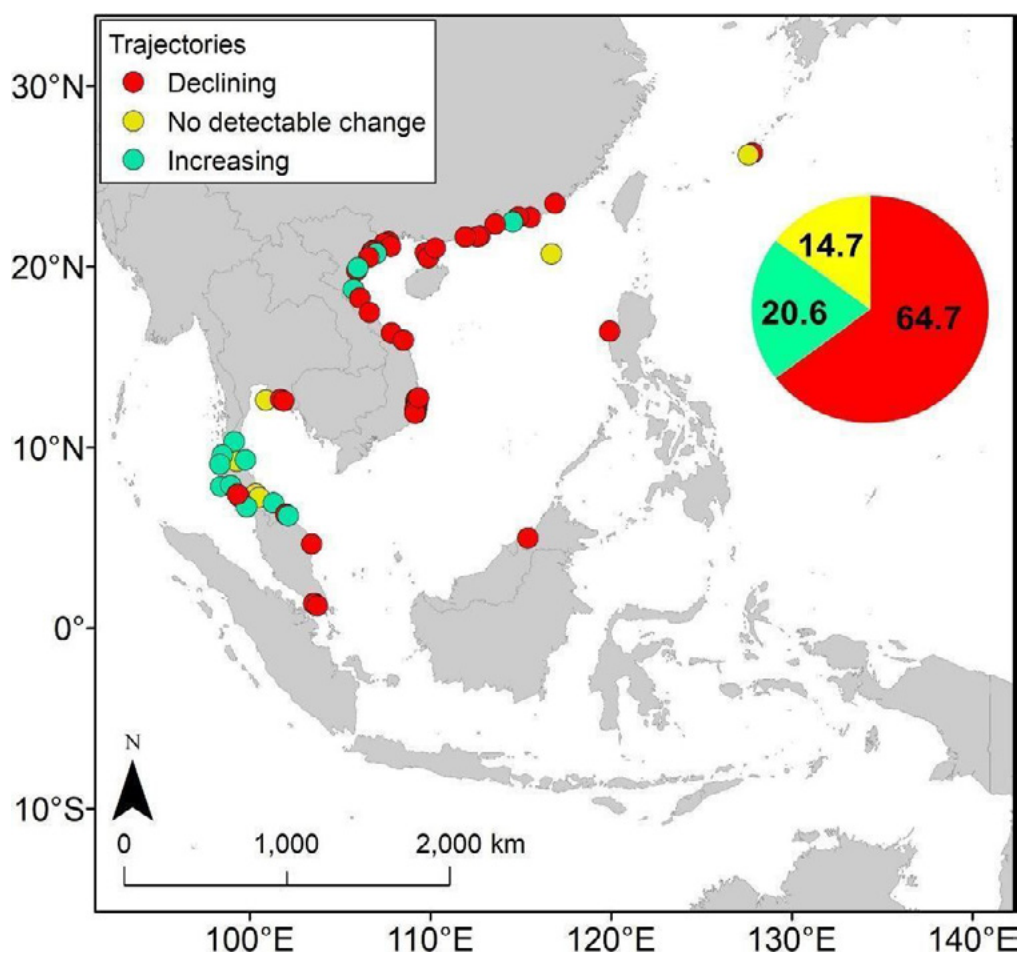 Trajectories
Declining
No detectable change
Increasing
30°N
20°N
10°N
0°
10°S
14.7
20.6
64.7
N
0
1,000
2,000 km
100°E
110°E
120°E
130°E
140°E